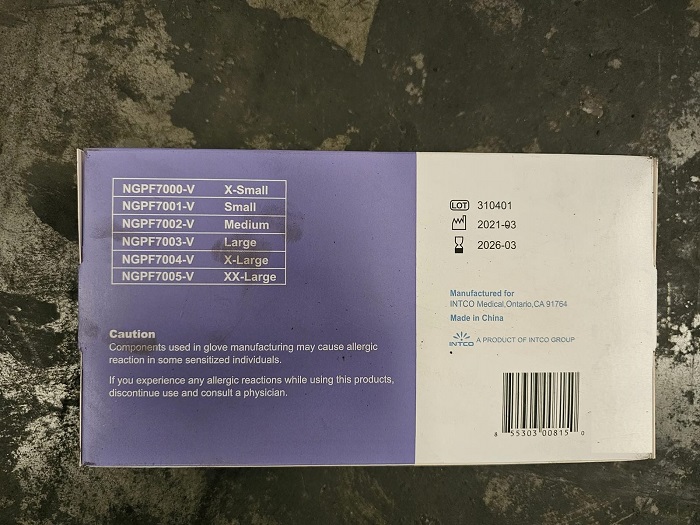 NGPF7000-V X-Small
NGPF7001-V Small
NGPF7002-V Medium
NGPF7003-V Large
NGPF7004-V X-Large
NGPF7005-V XX-Large
Caution
Components used in glove manufacturing may cause allergic
reaction in some sensitized individuals.
If you experience any allergic reactions while using this products,
discontinue use and consult a physician.
LOT 310401
2021-03
2026-03
Manufactured for
INTCO Medical,Ontario,CA 91764
Made in China
INTCO A PRODUCT OF INTCO GROUP
8 55303 00815 0